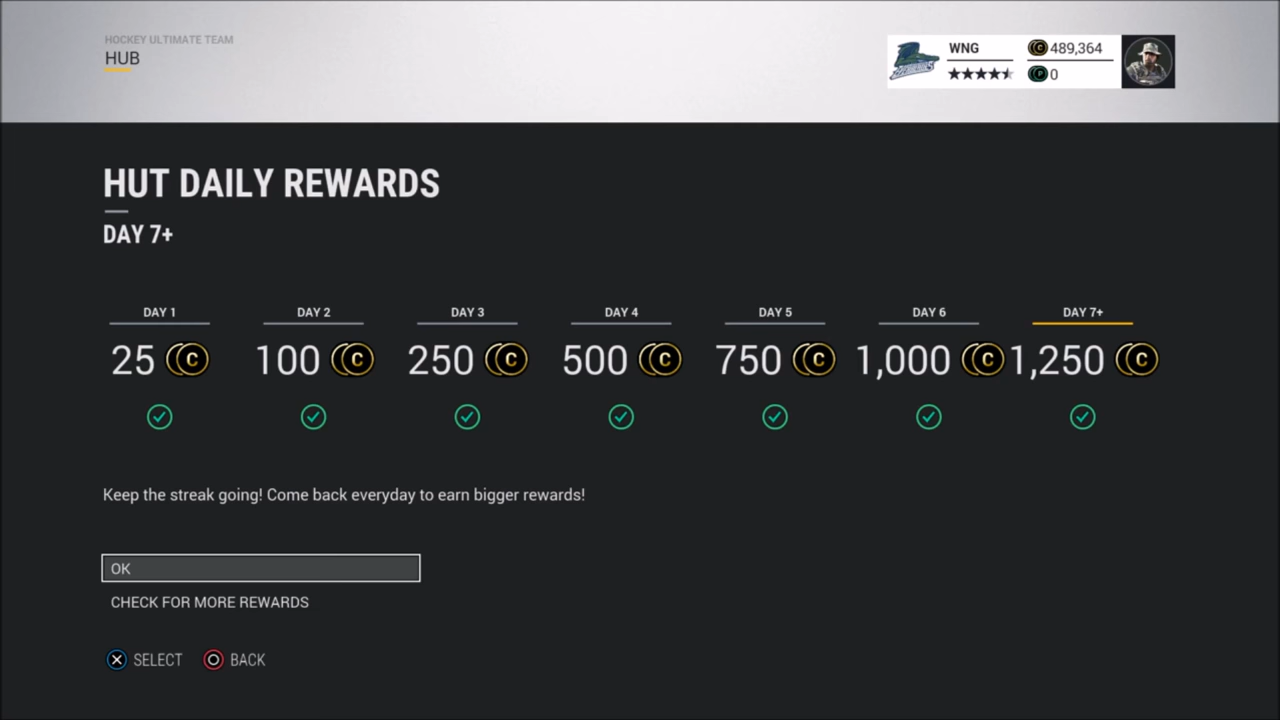 HOCKEY ULTIMATE TEAM
HUB
WNG
489,364
0
HUT DAILY REWARDS
DAY 7+
DAY 1 DAY 2 DAY 3 DAY 4 DAY 5 DAY 6 DAY 7+
25 C 100 C 250 C 500 C 750 C 1,000 C 1,250 C
Keep the streak going! Come back everyday to earn bigger rewards!
OK
CHECK FOR MORE REWARDS
SELECT BACK